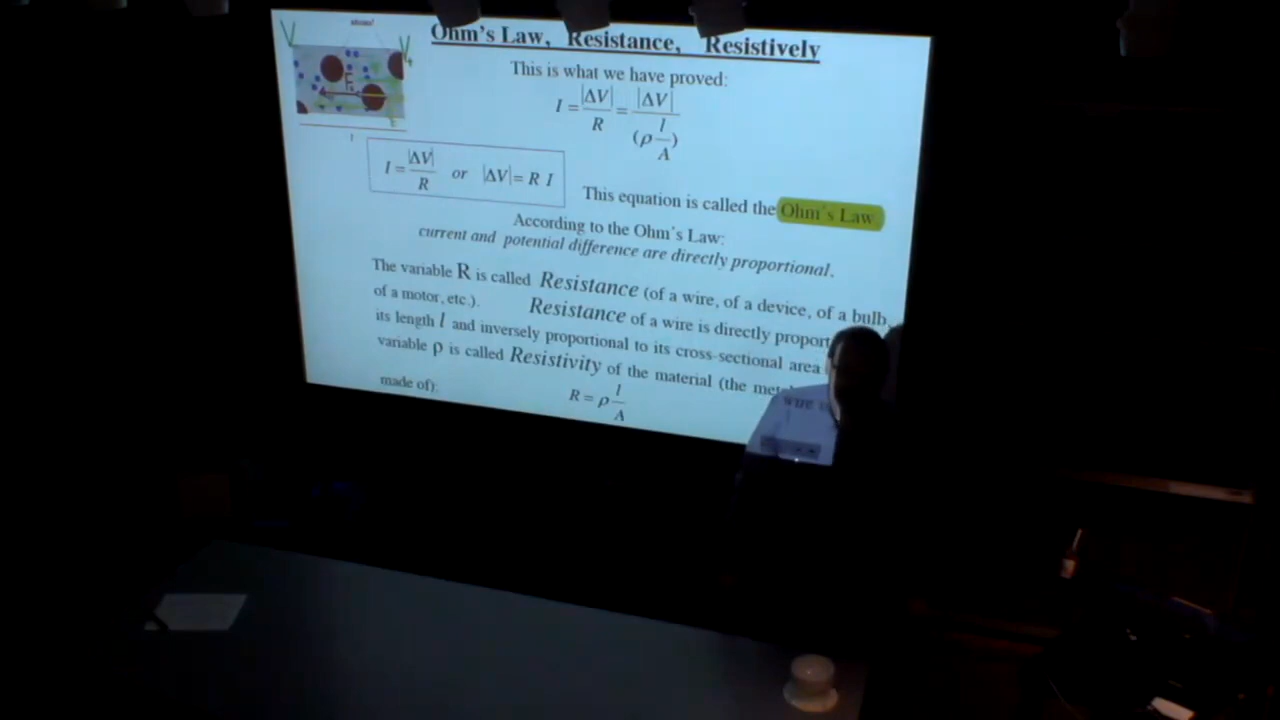 Ohm's Law, Resistance, Resistively
This is what we have proved:
I = |ΔV| / R = |ΔV| / (ρ l / A)
I = |ΔV| / R or |ΔV| = R I
This equation is called the Ohm's Law.
According to the Ohm's Law:
current and potential difference are directly proportional.
The variable R is called Resistance (of a wire, of a device, of a bulb,
of a motor, etc.). Resistance of a wire is directly
its length l and inversely proportional to its cross-sectional area
variable ρ is called Resistivity of the material (the
wire
made of):
R = ρ l / A
V
V
F
l